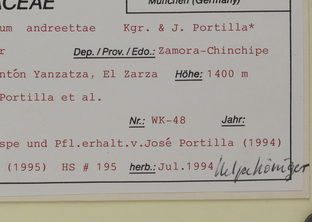 ACEAE
München (Germany)
um andreettae Kgr. & J. Portilla*
r Dep./Prov./Edo.: Zamora-Chinchipe
ntón Yanzatza, El Zarza Höhe: 1400 m
Portilla et al.
Nr.: WK-48 Jahr:
spe und Pfl.erhalt.v.José Portilla (1994)
(1995) HS # 195 herb.: Jul.1994 Helga Königer